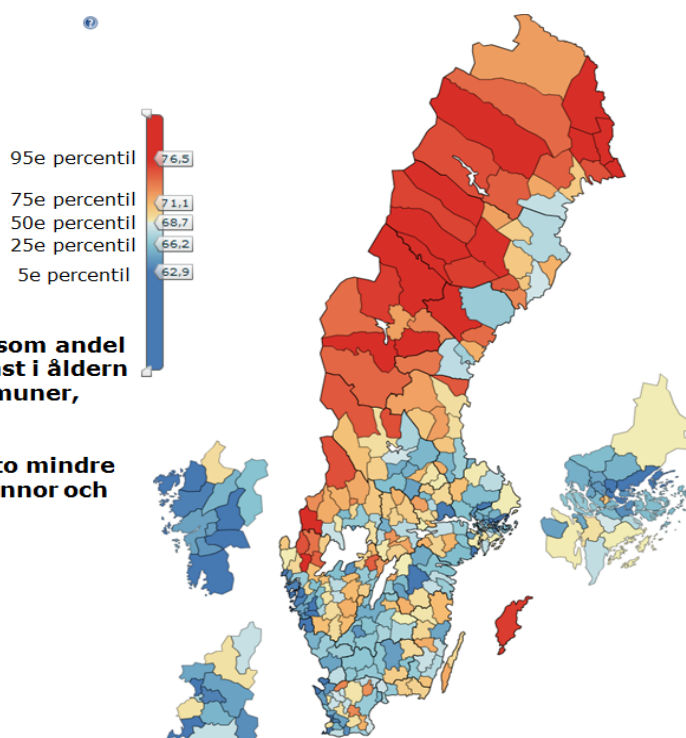 ?
95e percentil 76,5
75e percentil 71,1
50e percentil 68,7
25e percentil 66,2
5e percentil 62,9
som andel
st i åldern
muner,
to mindre
nnor och